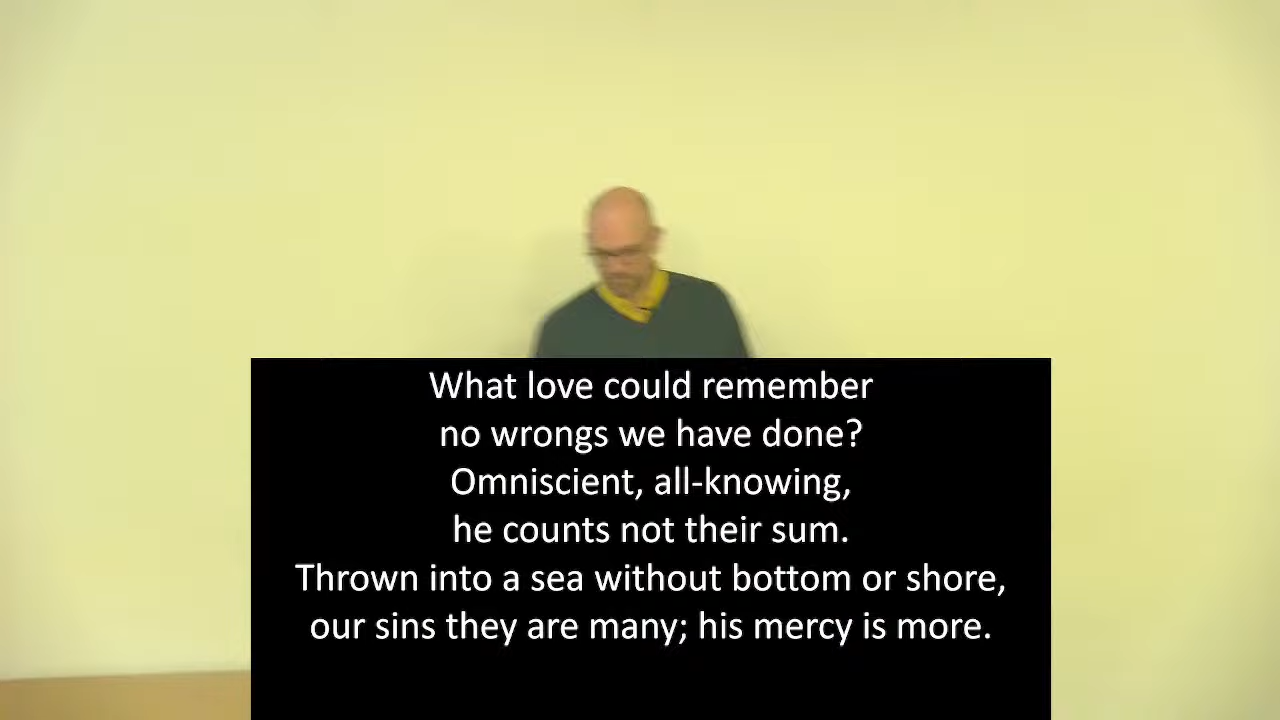 What love could remember
no wrongs we have done?
Omniscient, all-knowing,
he counts not their sum.
Thrown into a sea without bottom or shore,
our sins they are many; his mercy is more.